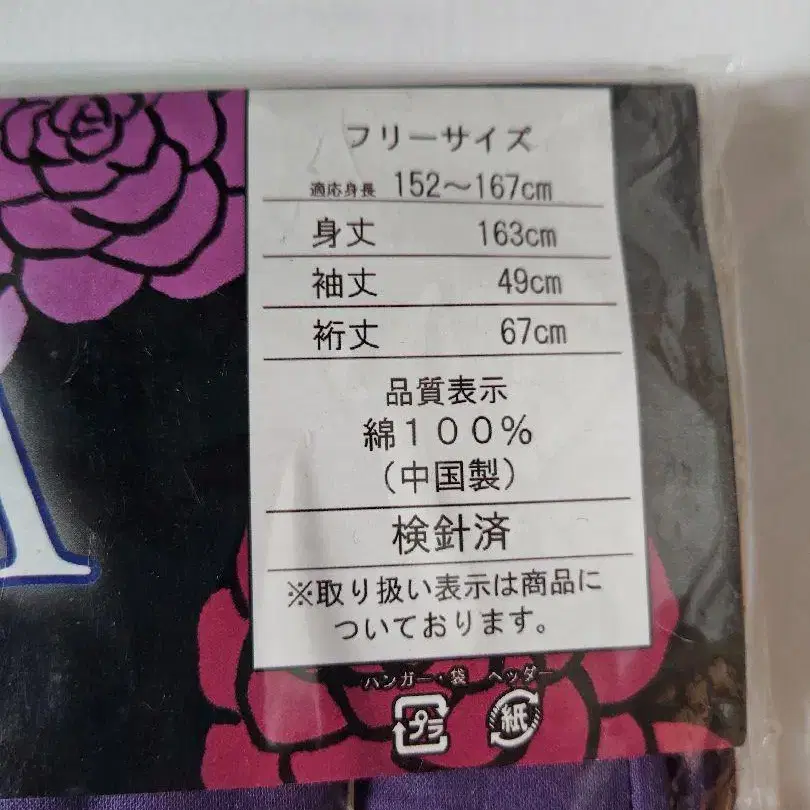 フリーサイズ
適応身長 152～167cm
身丈 163cm
袖丈 49cm
裄丈 67cm
品質表示
綿１００％
（中国製）
検針済
※取り扱い表示は商品に
ついております。
ハンガー・袋 ヘッダー
プラ 紙